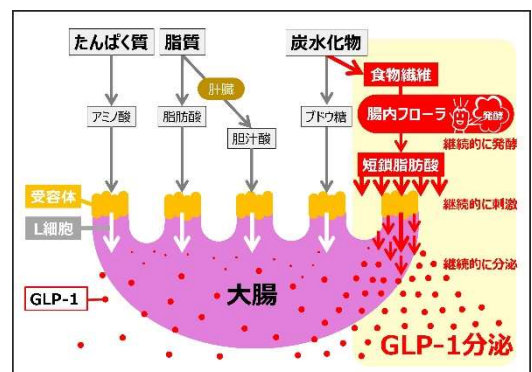 たんぱく質
脂質
炭水化物
食物繊維
肝臓
アミノ酸
脂肪酸
胆汁酸
ブドウ糖
腸内フローラ
発酵
継続的に発酵
短鎖脂肪酸
受容体
継続的に刺激
L細胞
継続的に分泌
大腸
GLP-1
GLP-1分泌